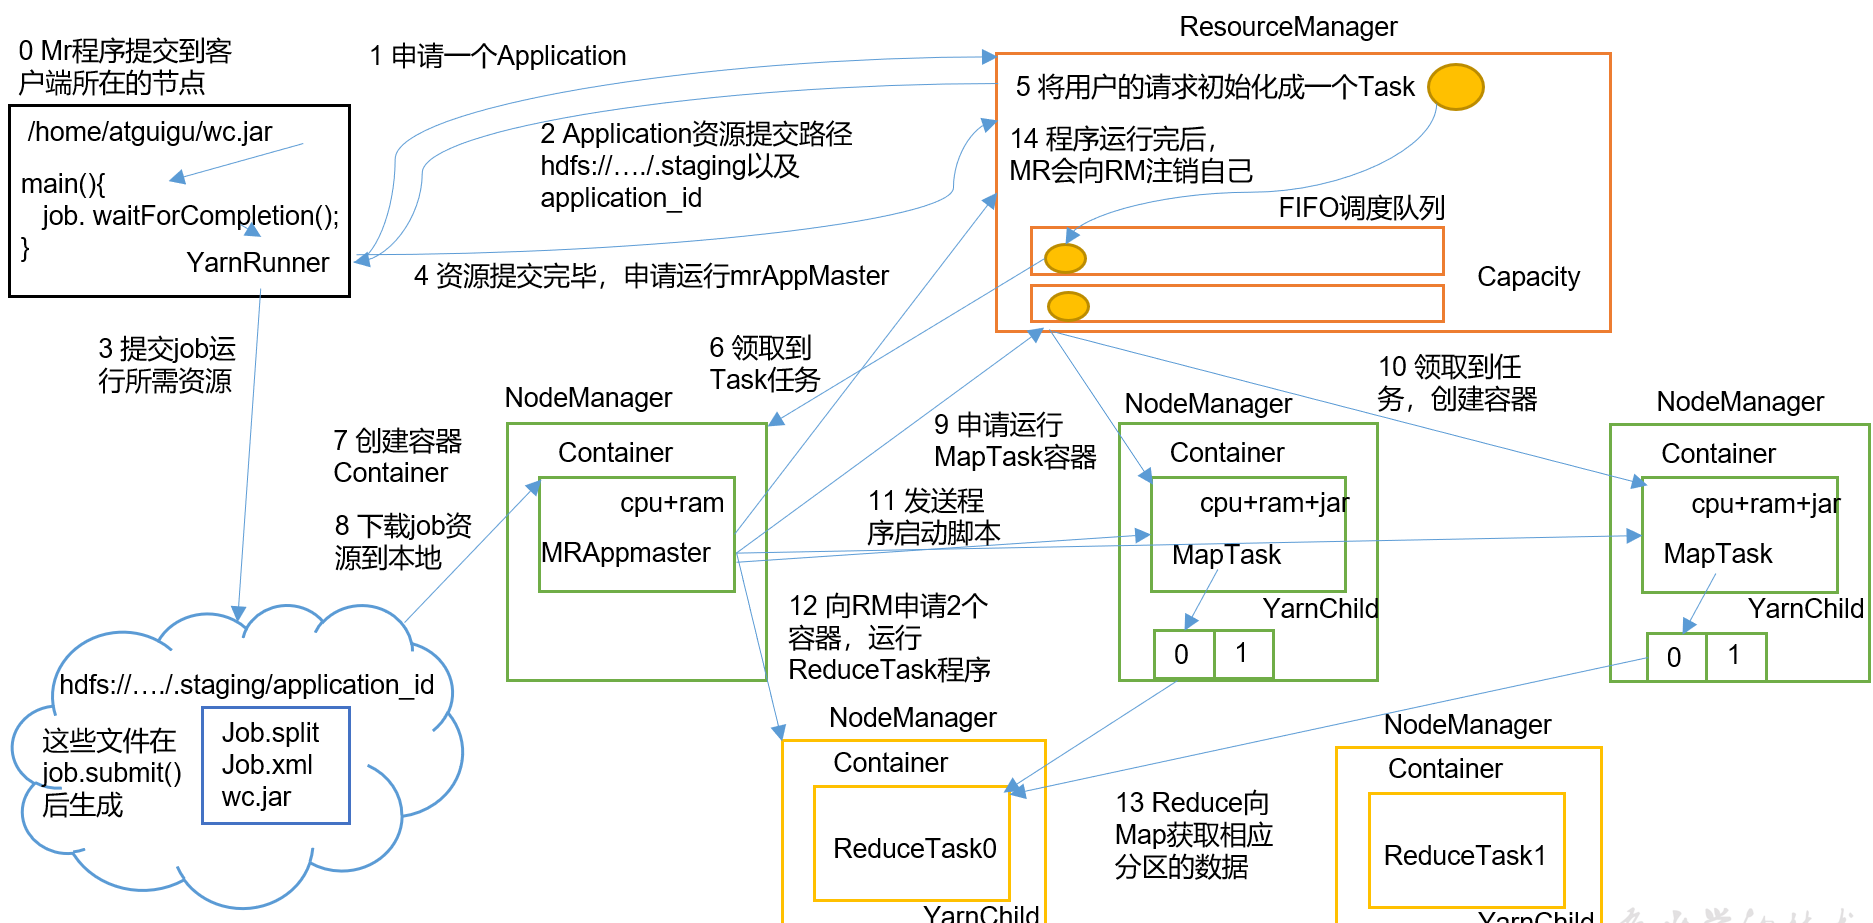 ResourceManager
0 Mr程序提交到客
户端所在的节点
/home/atguigu/wc.jar
main(){
job. waitForCompletion();
}
YarnRunner
1 申请一个Application
2 Application资源提交路径
hdfs://…./.staging以及
application_id
5 将用户的请求初始化成一个Task
14 程序运行完后，
MR会向RM注销自己
FIFO调度队列
Capacity
4 资源提交完毕，申请运行mrAppMaster
3 提交job运
行所需资源
6 领取到
Task任务
10 领取到任
务，创建容器
7 创建容器
Container
8 下载job资
源到本地
NodeManager
Container
cpu+ram
MRAppmaster
9 申请运行
MapTask容器
11 发送程
序启动脚本
NodeManager
Container
cpu+ram+jar
MapTask
YarnChild
0
1
NodeManager
Container
cpu+ram+jar
MapTask
YarnChild
0
1
12 向RM申请2个
容器，运行
ReduceTask程序
hdfs://…./.staging/application_id
这些文件在
job.submit()
后生成
Job.split
Job.xml
wc.jar
NodeManager
Container
ReduceTask0
YarnChild
13 Reduce向
Map获取相应
分区的数据
NodeManager
Container
ReduceTask1
YarnChild